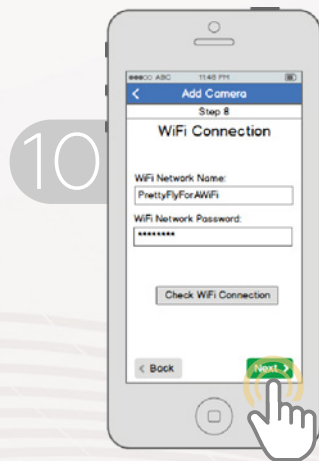 10
ABC 11:46 PM
Add Camera
Step 8
WiFi Connection
WiFi Network Name:
PrettyFlyForAWiFi
WiFi Network Password:
********
Check WiFi Connection
< Back
Next >